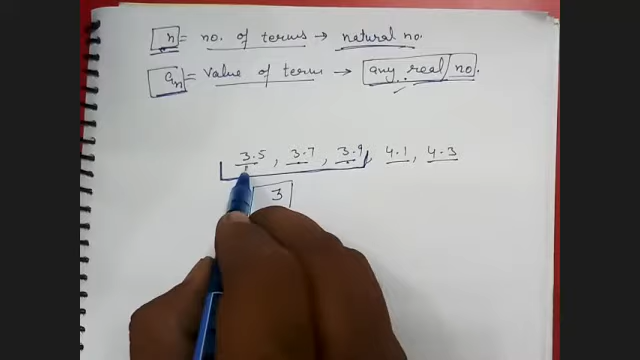 n = no. of terms → natural no.
an = value of terms → any real no.
3.5, 3.7, 3.9, 4.1, 4.3
3